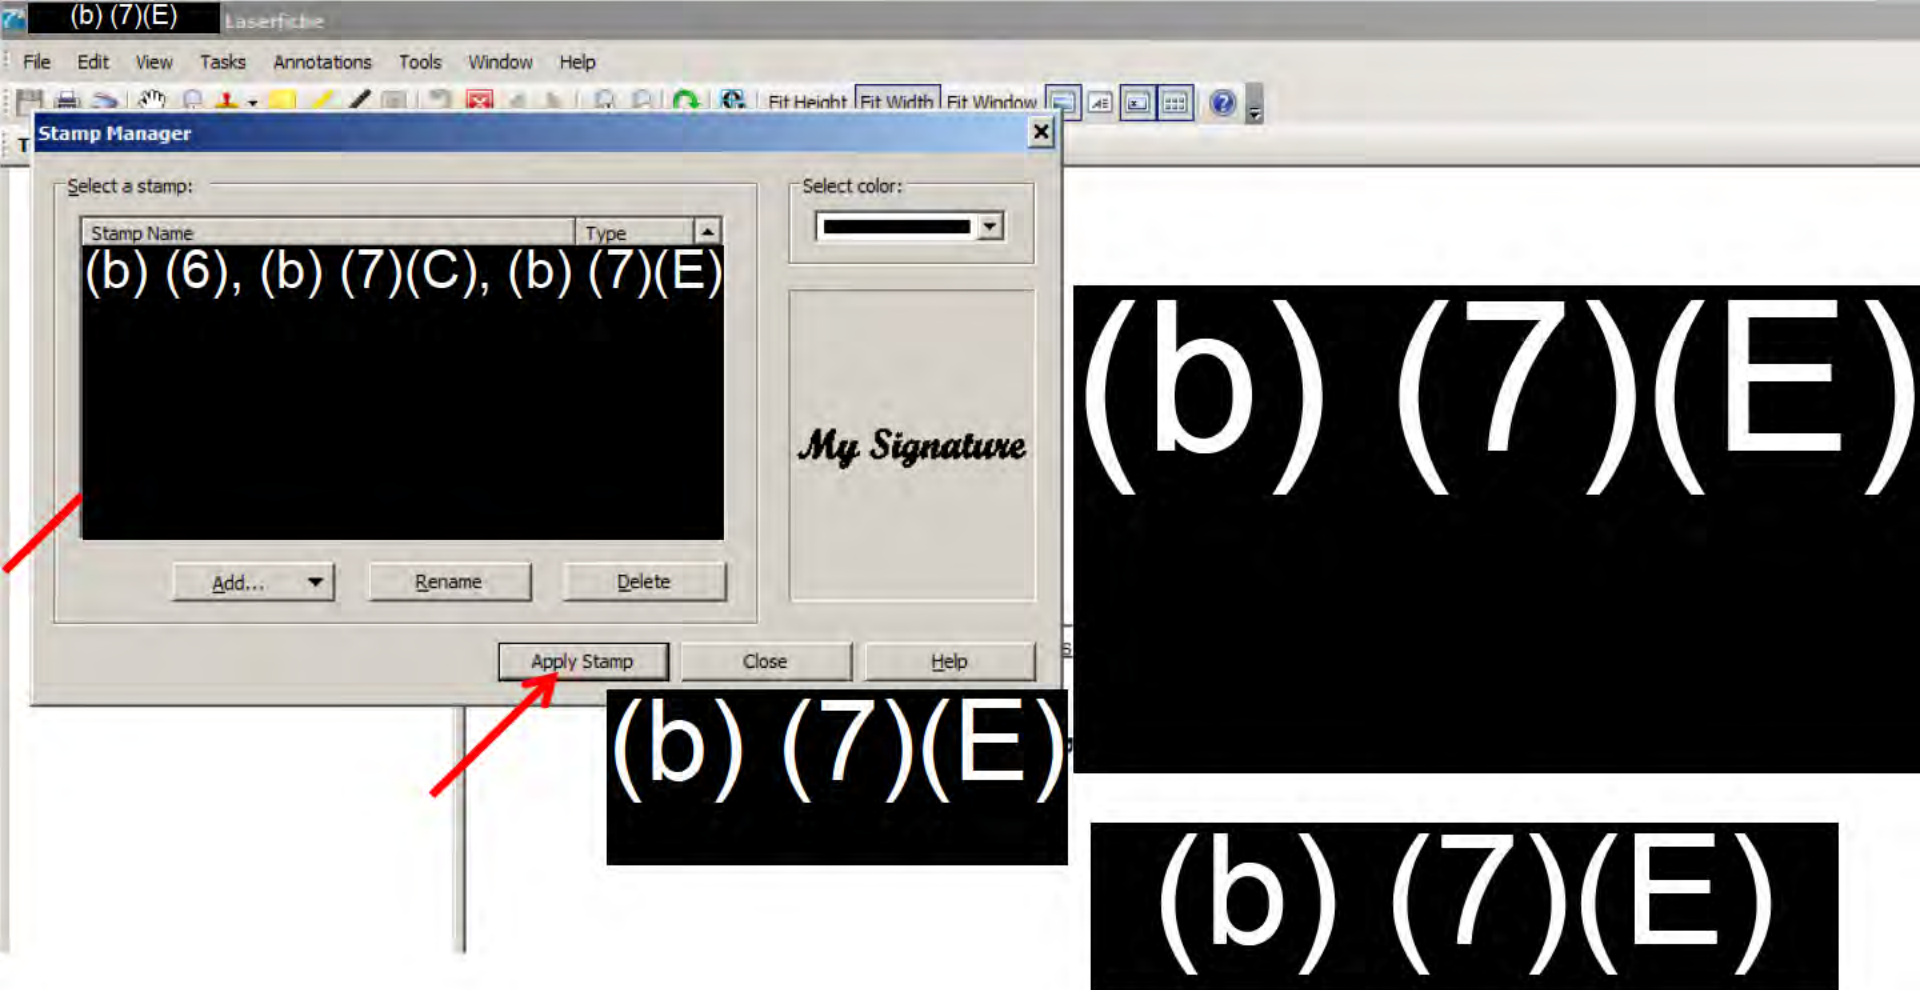 (b) (7)(E) Laserfiche
File Edit View Tasks Annotations Tools Window Help
Fit Height Fit Width Fit Window
Stamp Manager
Select a stamp:
Select color:
Stamp Name Type
(b) (6), (b) (7)(C), (b) (7)(E)
(b) (7)(E)
My Signature
Add... Rename Delete
Apply Stamp Close Help
(b) (7)(E)
(b) (7)(E)